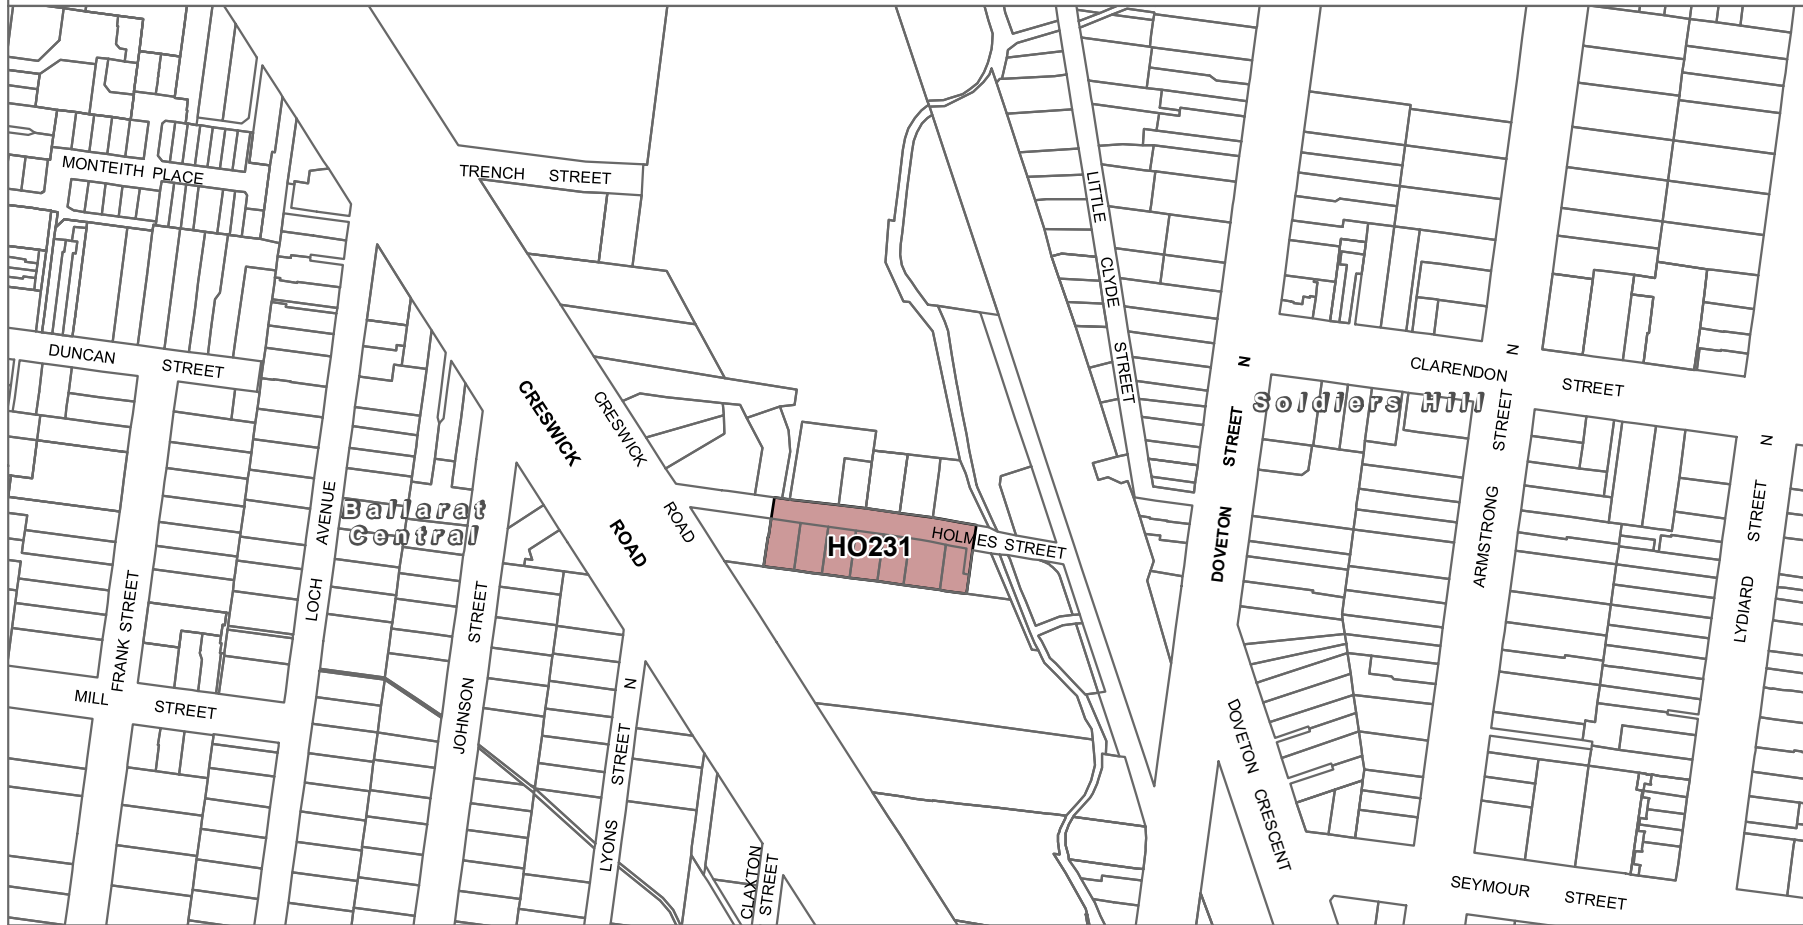 MONTEITH PLACE
TRENCH STREET
LITTLE CLYDE STREET
DUNCAN STREET
CRESWICK ROAD
CRESWICK ROAD
DOVETON STREET N
CLARENDON STREET
ARMSTRONG STREET N
Soldiers Hill
LYDIARD STREET N
LOCH AVENUE
Ballarat
Central
HOLMES STREET
HO231
FRANK STREET
JOHNSON STREET
MILL STREET
LYONS STREET N
DOVETON CRESCENT
CLAXTON
STREET
SEYMOUR STREET